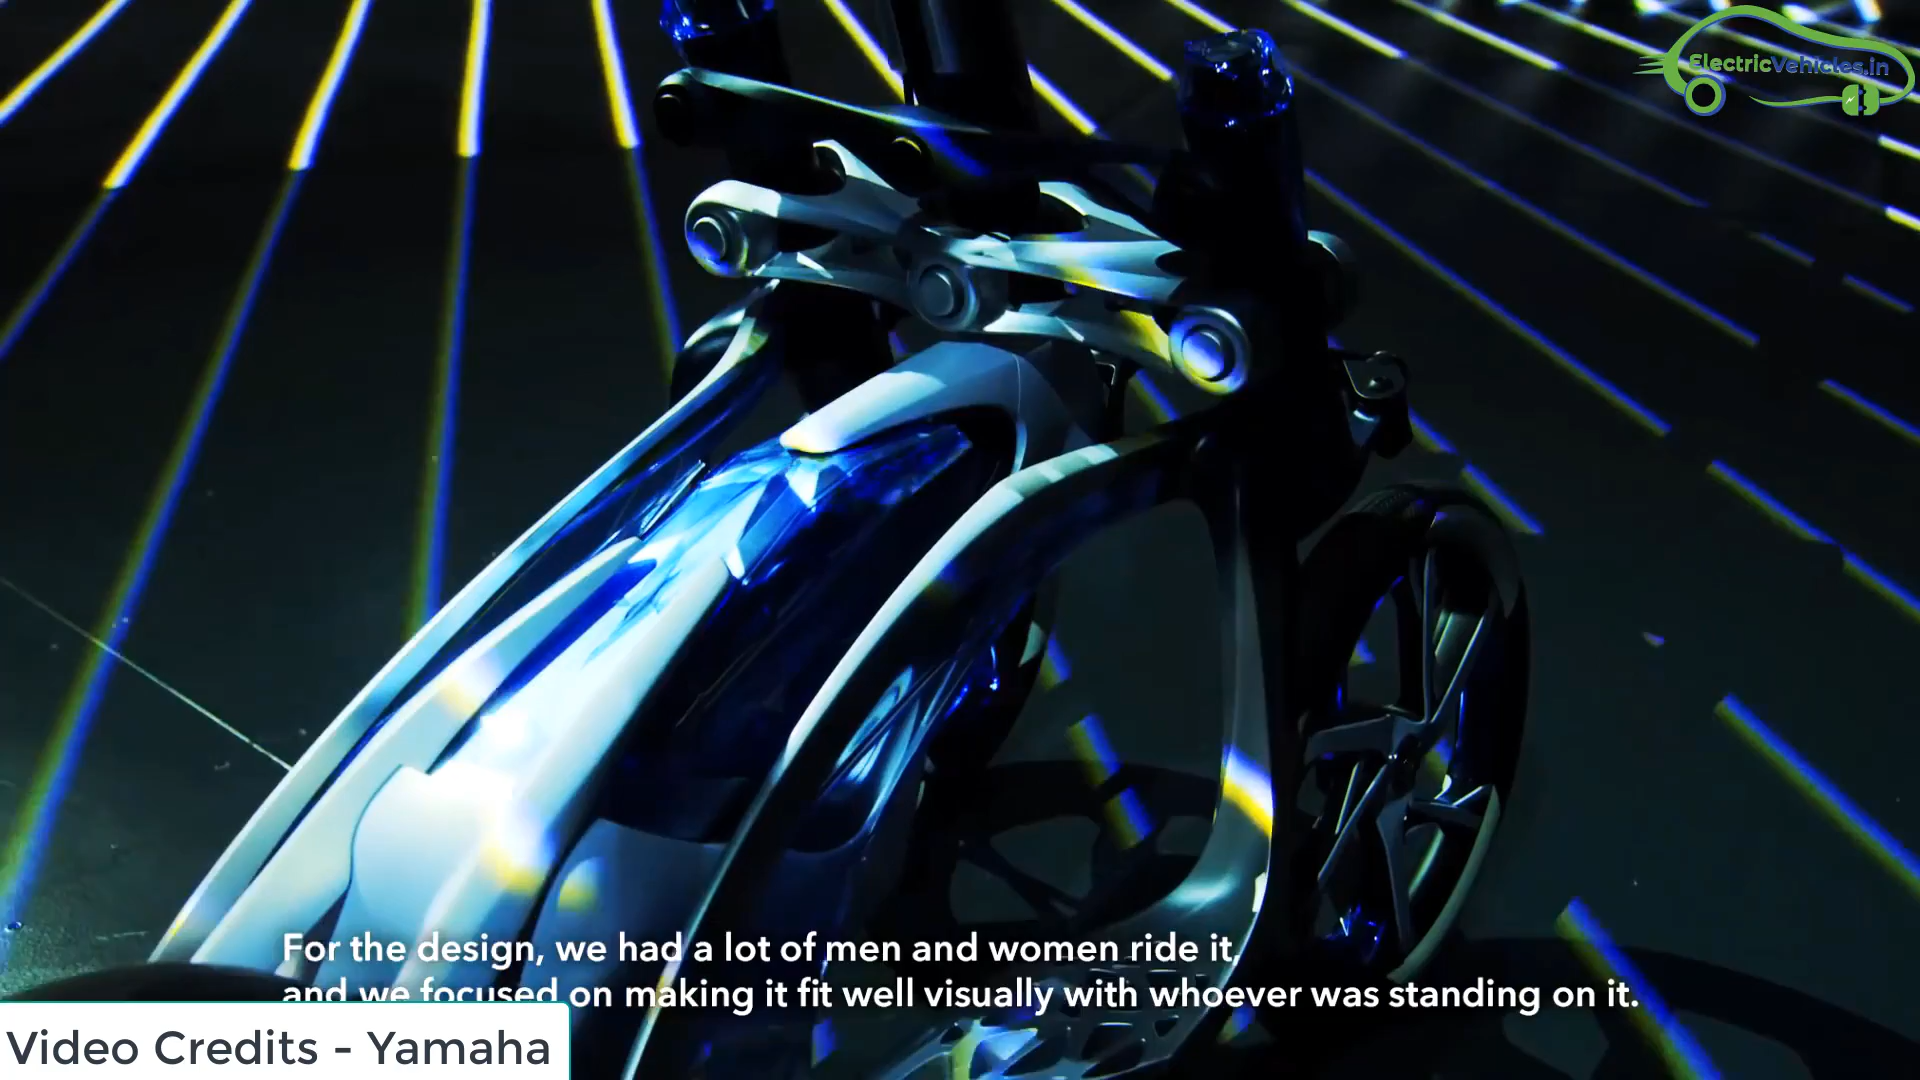 ElectricVehicles.in
For the design, we had a lot of men and women ride it,
and we focused on making it fit well visually with whoever was standing on it.
Video Credits - Yamaha